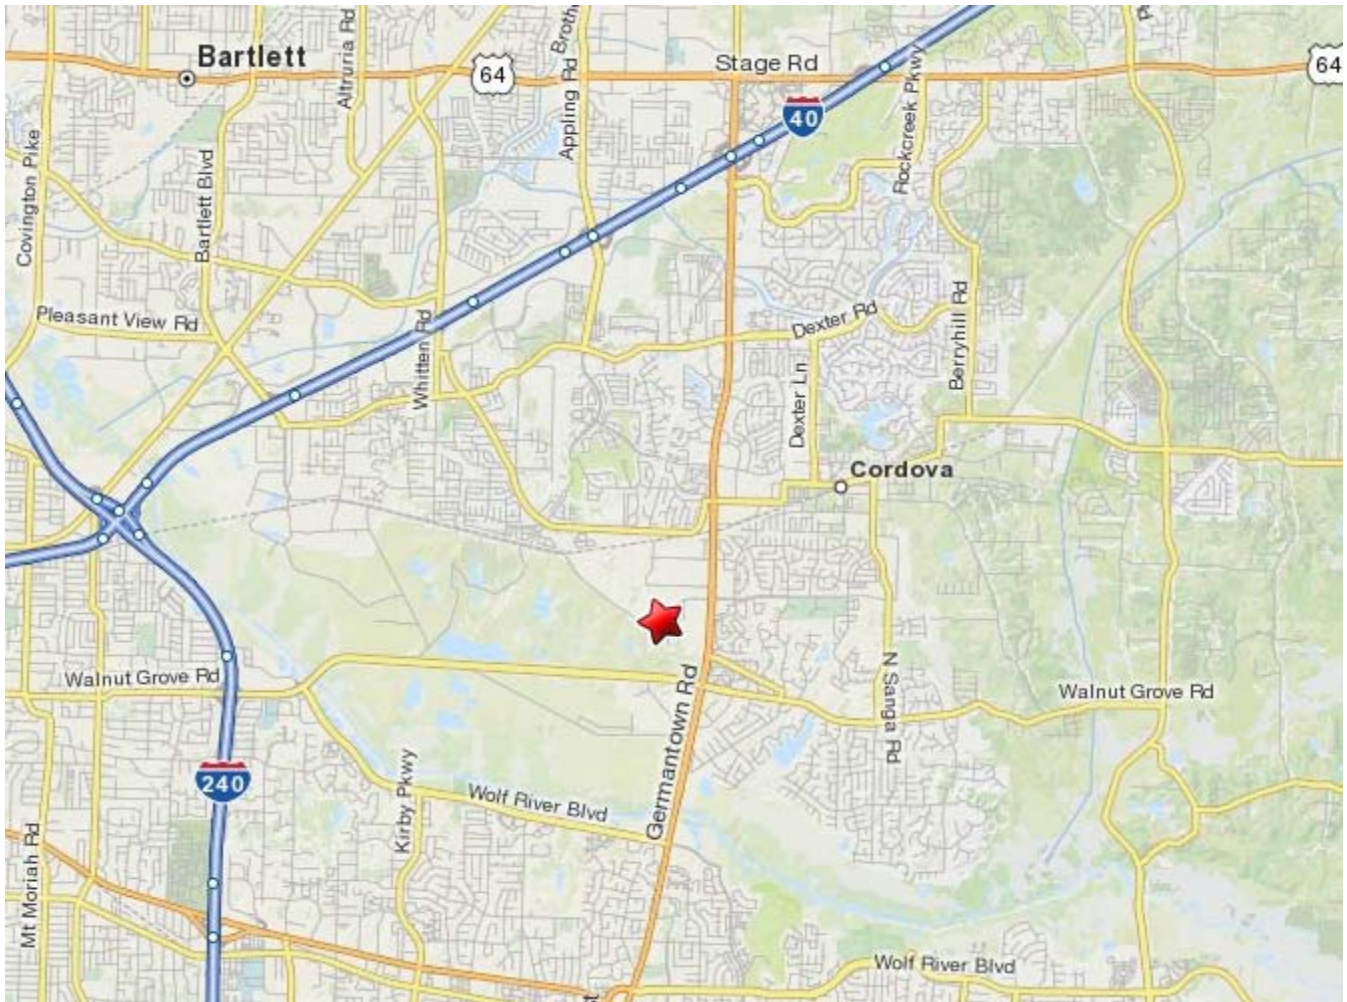 Bartlett
Altruria Rd
64
Appling Rd
Stage Rd
40
Rockcreek Pkwy
64
Covington Pike
Bartlett Blvd
Pleasant View Rd
Whitten Rd
Dexter Rd
Dexter Ln
Berryhill Rd
Cordova
Walnut Grove Rd
N Sanga Rd
Walnut Grove Rd
Germantown Rd
240
Kirby Pkwy
Wolf River Blvd
Mt Moriah Rd
Wolf River Blvd